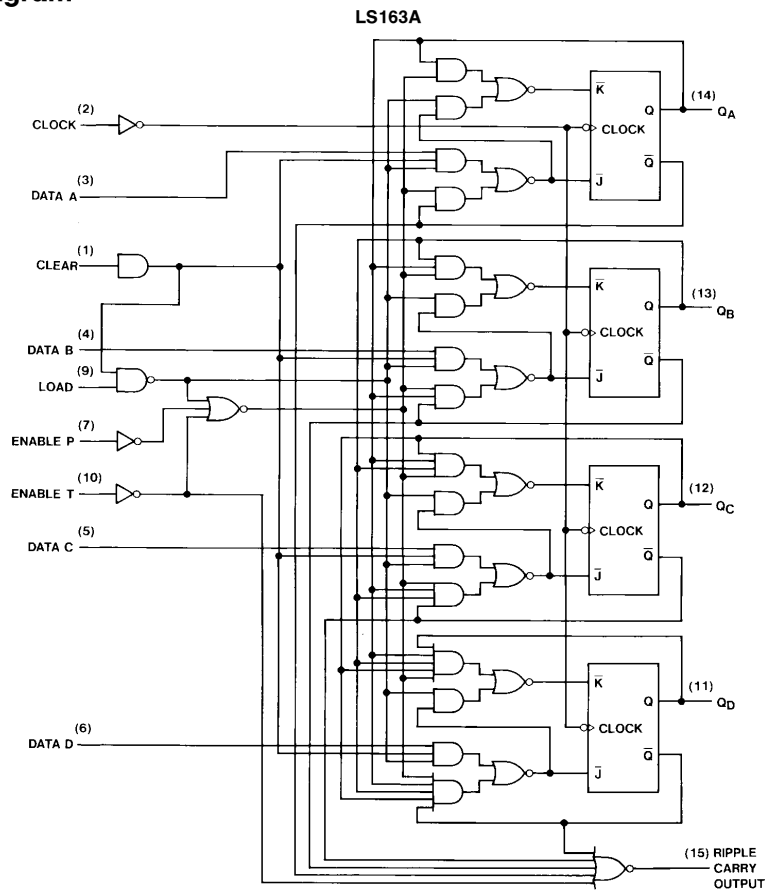 gram
LS163A
(2)
CLOCK
(3)
DATA A
(1)
CLEAR
(4)
DATA B
(9)
LOAD
(7)
ENABLE P
(10)
ENABLE T
(5)
DATA C
(6)
DATA D
K̅
Q
(14)
QA
CLOCK
Q̅
J̅
K̅
Q
(13)
QB
CLOCK
Q̅
J̅
K̅
Q
(12)
QC
CLOCK
Q̅
J̅
K̅
Q
(11)
QD
CLOCK
Q̅
J̅
(15) RIPPLE
CARRY
OUTPUT